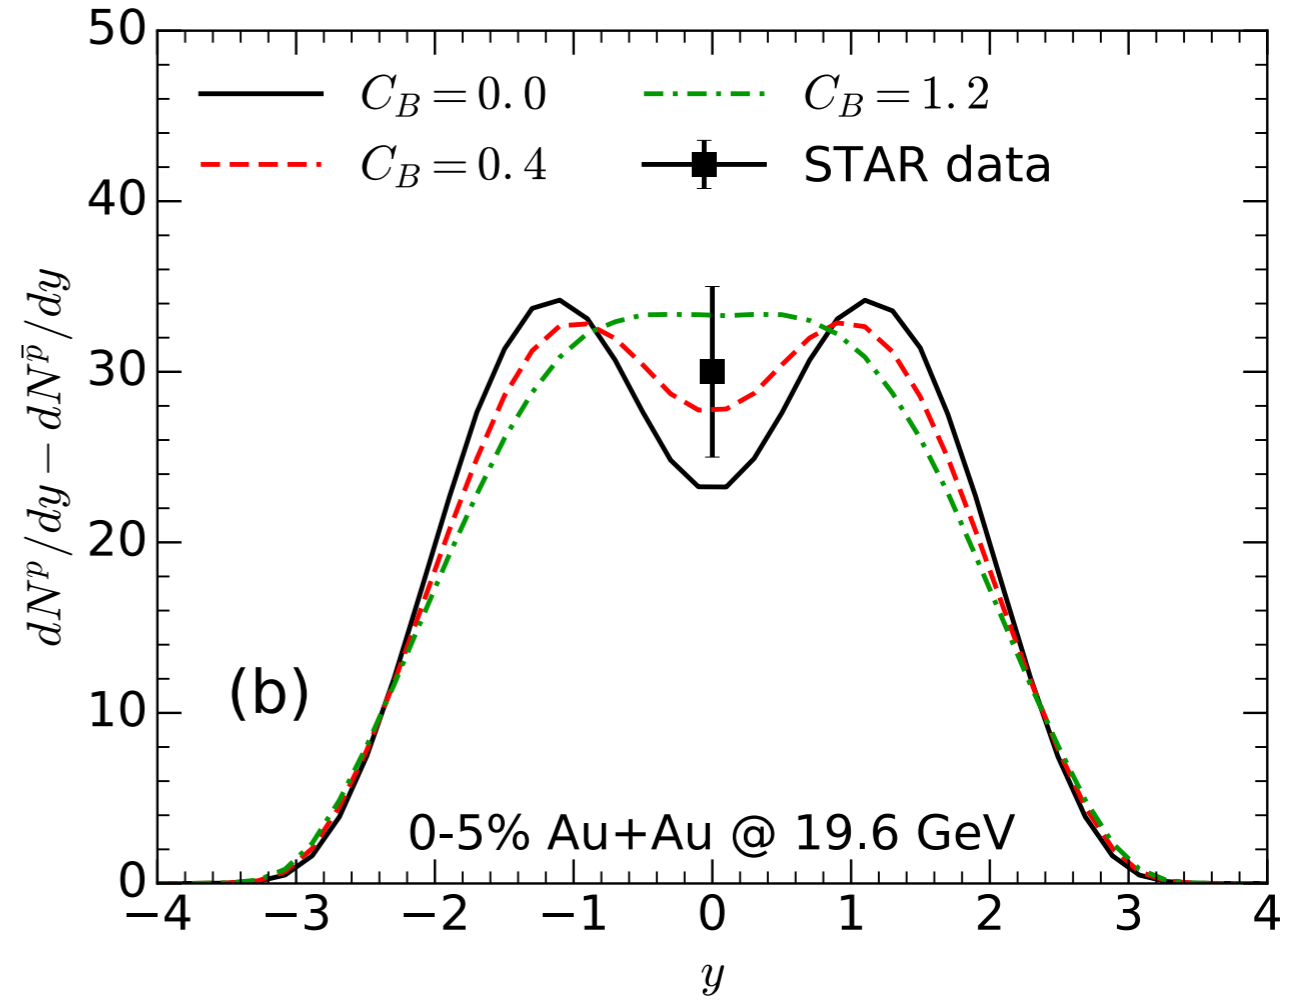 50
40
30
20
10
0
dN^p/dy − dN^p̄/dy
C_B = 0.0
C_B = 0.4
C_B = 1.2
STAR data
(b)
0-5% Au+Au @ 19.6 GeV
−4 −3 −2 −1 0 1 2 3 4
y